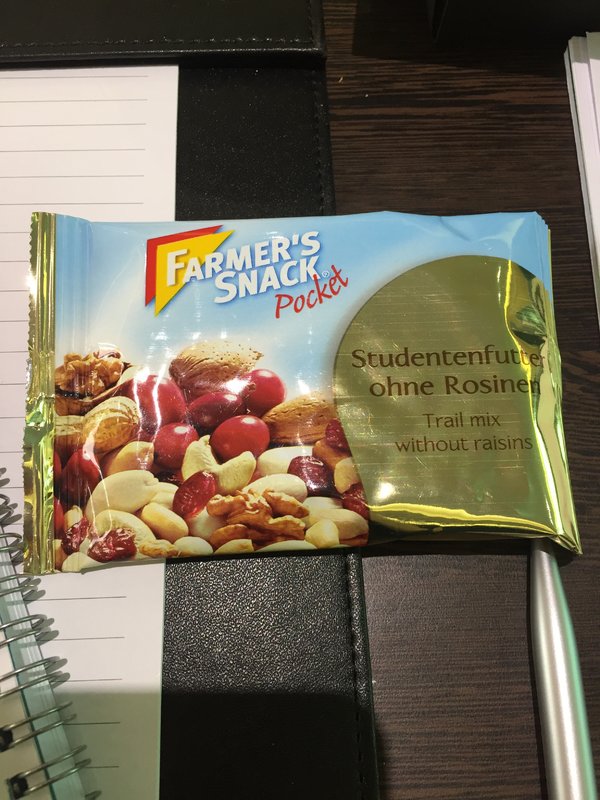 FARMER'S
SNACK®
Pocket
Studentenfutter
ohne Rosinen
Trail mix
without raisins